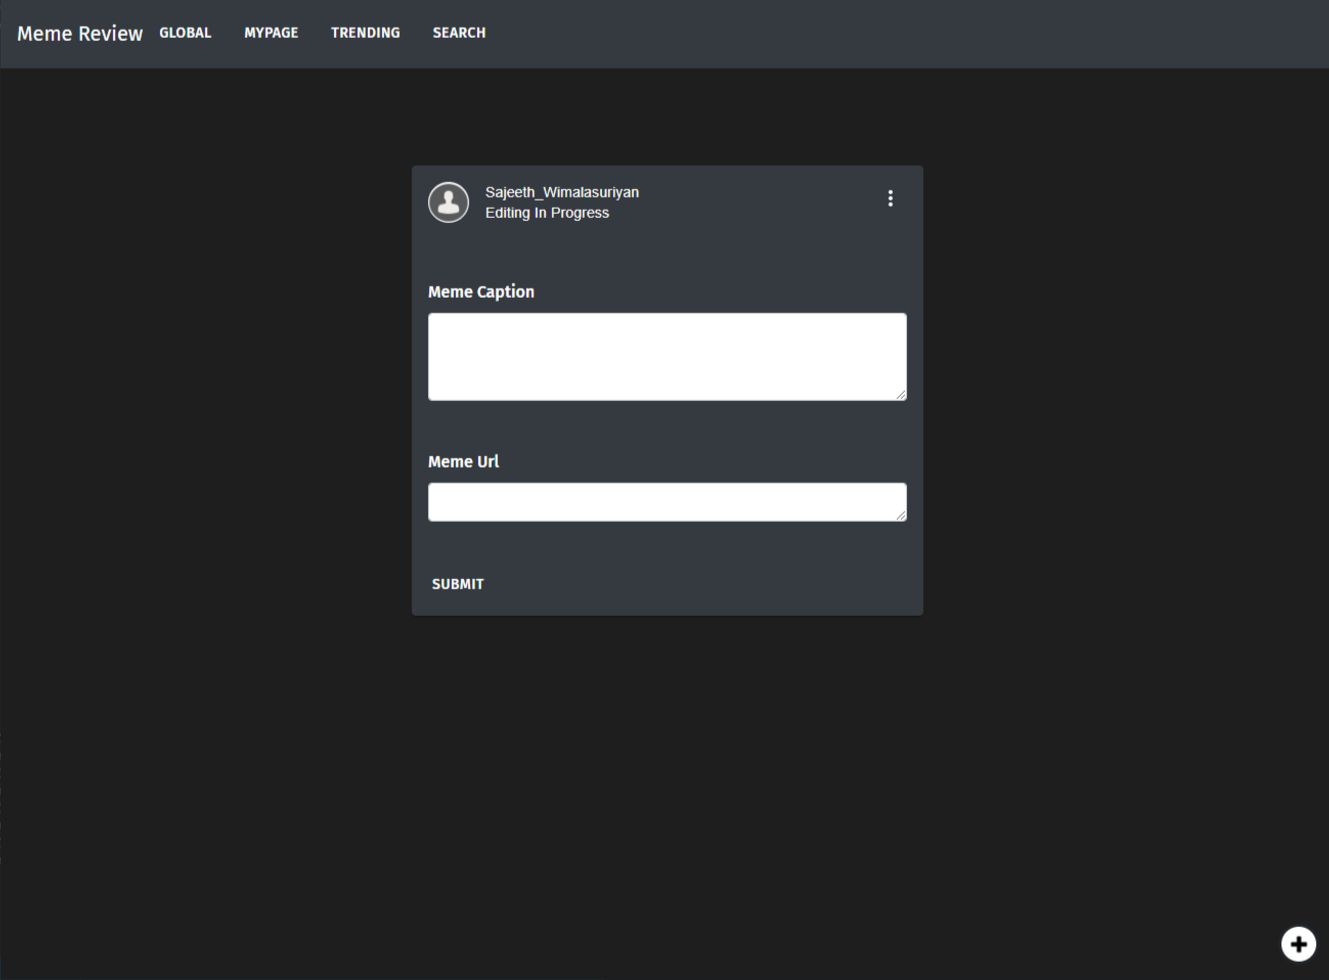 Meme Review GLOBAL MYPAGE TRENDING SEARCH
Sajeeth_Wimalasuriyan
Editing In Progress
Meme Caption
Meme Url
SUBMIT